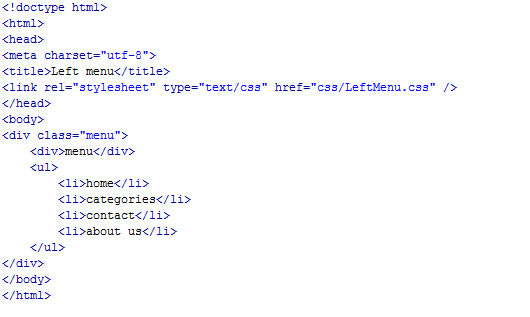 <!doctype html>
<html>
<head>
<meta charset="utf-8">
<title>Left menu</title>
<link rel="stylesheet" type="text/css" href="css/LeftMenu.css" />
</head>
<body>
<div class="menu">
    <div>menu</div>
    <ul>
        <li>home</li>
        <li>categories</li>
        <li>contact</li>
        <li>about us</li>
    </ul>
</div>
</body>
</html>